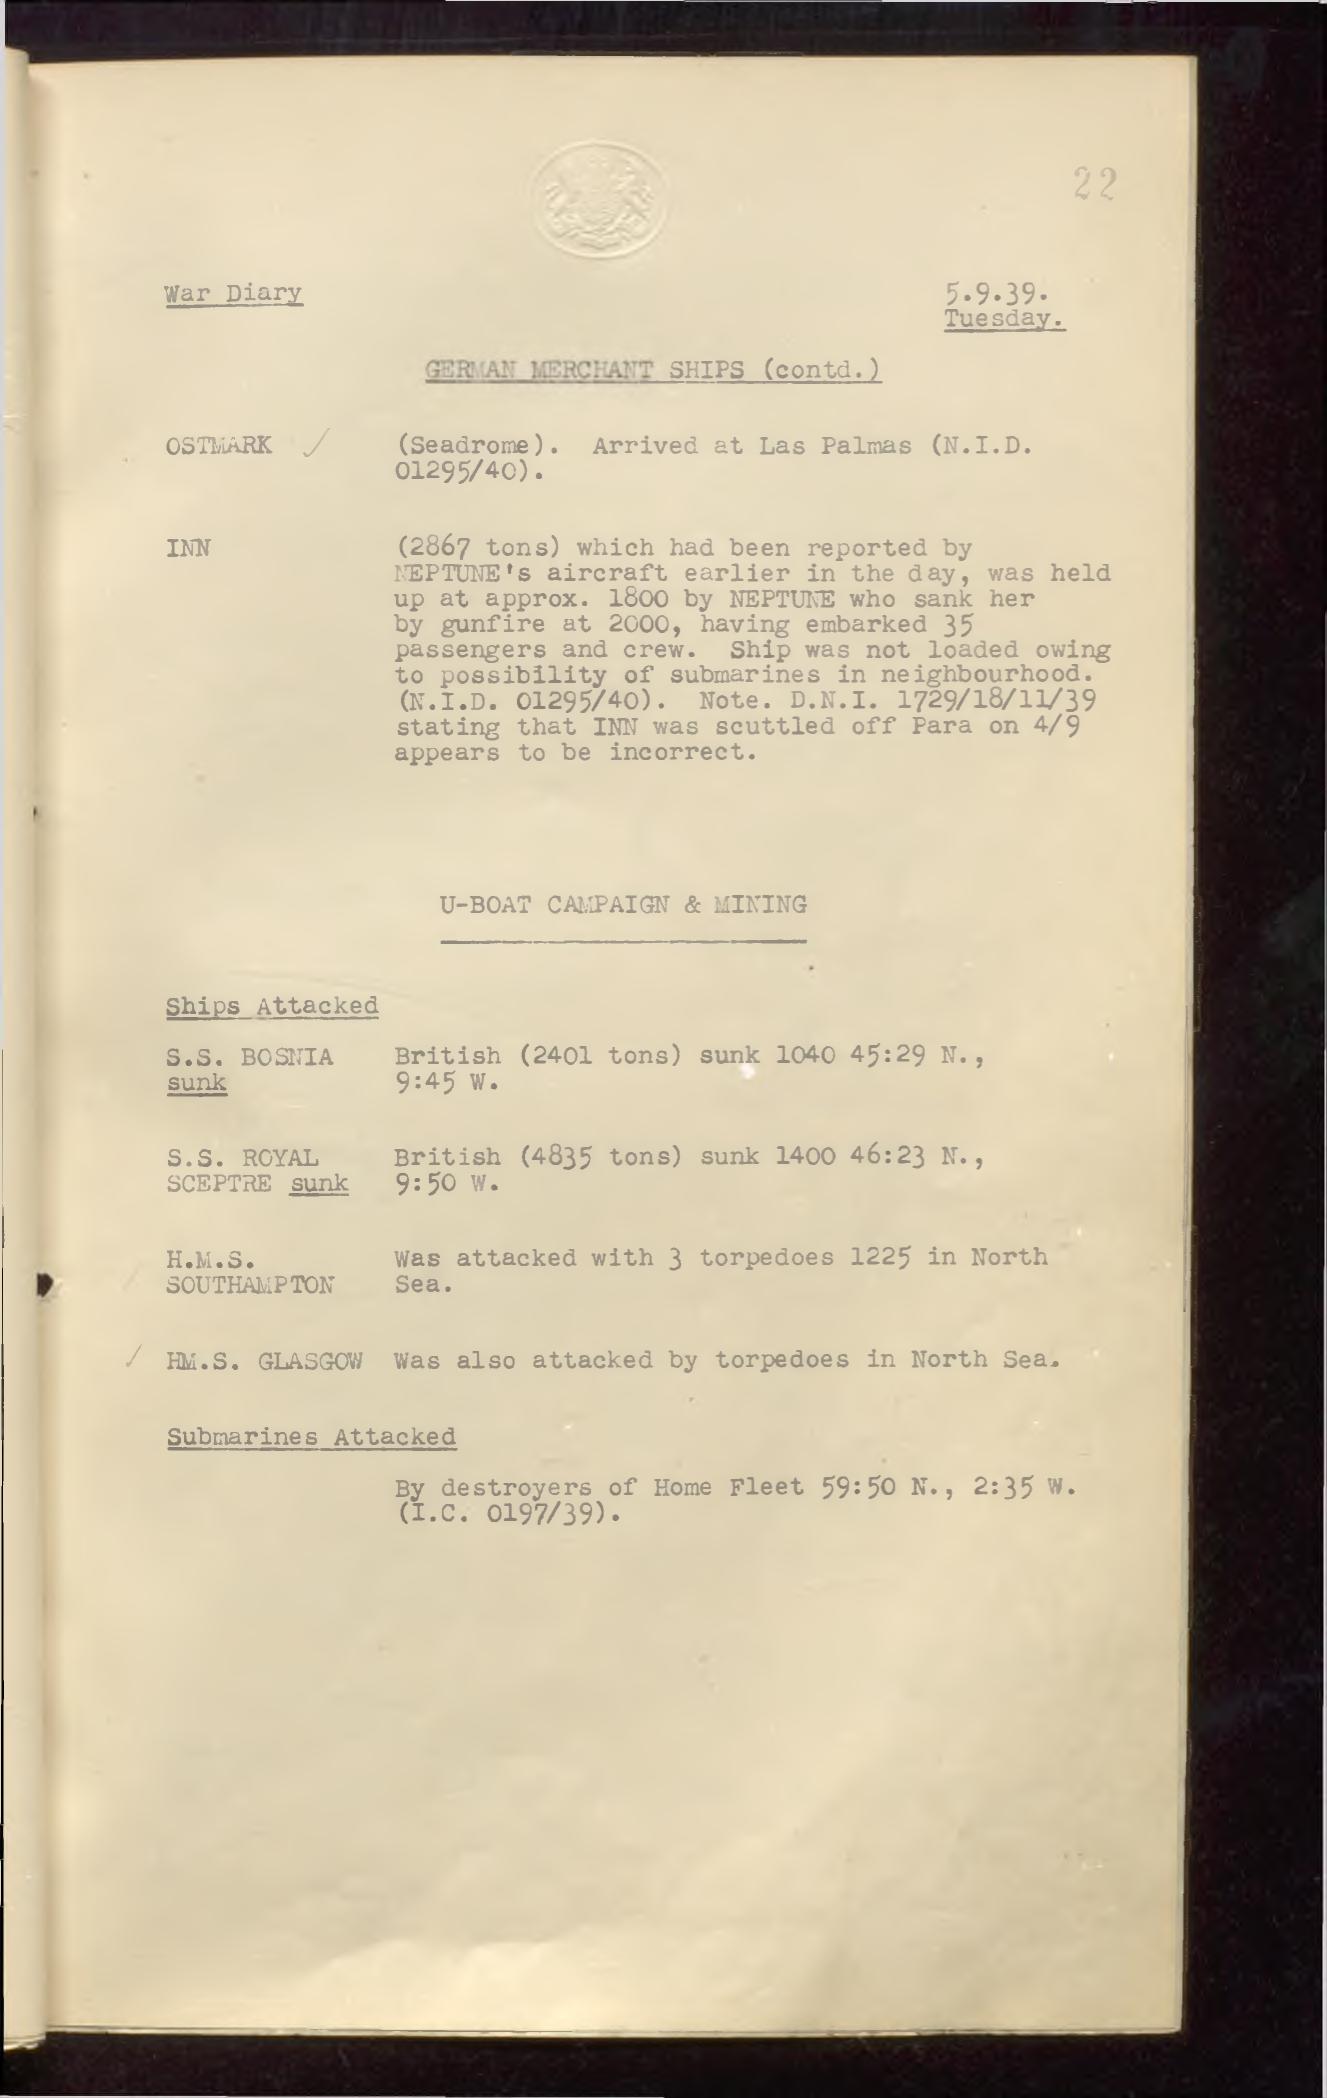 22
War Diary 5.9.39.
Tuesday.
GERMAN MERCHANT SHIPS (contd.)
OSTMARK ✓ (Seadrome). Arrived at Las Palmas (N.I.D.
01295/40).
INN (2867 tons) which had been reported by
NEPTUNE's aircraft earlier in the day, was held
up at approx. 1800 by NEPTUNE who sank her
by gunfire at 2000, having embarked 35
passengers and crew. Ship was not loaded owing
to possibility of submarines in neighbourhood.
(N.I.D. 01295/40). Note. D.N.I. 1729/18/11/39
stating that INN was scuttled off Para on 4/9
appears to be incorrect.
U-BOAT CAMPAIGN & MINING
Ships Attacked
S.S. BOSNIA British (2401 tons) sunk 1040 45:29 N.,
sunk 9:45 W.
S.S. ROYAL British (4835 tons) sunk 1400 46:23 N.,
SCEPTRE sunk 9:50 W.
H.M.S. Was attacked with 3 torpedoes 1225 in North
SOUTHAMPTON Sea.
✓ HM.S. GLASGOW Was also attacked by torpedoes in North Sea.
Submarines Attacked
By destroyers of Home Fleet 59:50 N., 2:35 W.
(I.C. 0197/39).